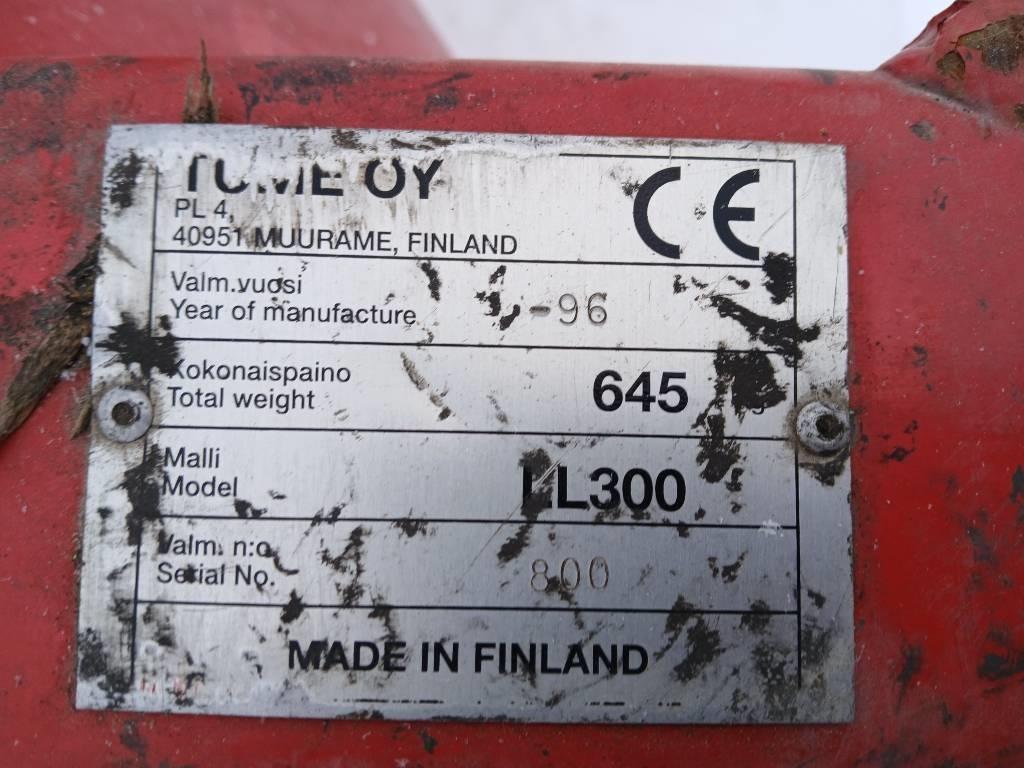 TUME OY
PL 4,
40951 MUURAME, FINLAND
CE
Valm.vuosi
Year of manufacture -96
Kokonaispaino
Total weight 645
Malli
Model LL300
Valm. n:o
Serial No. 800
MADE IN FINLAND